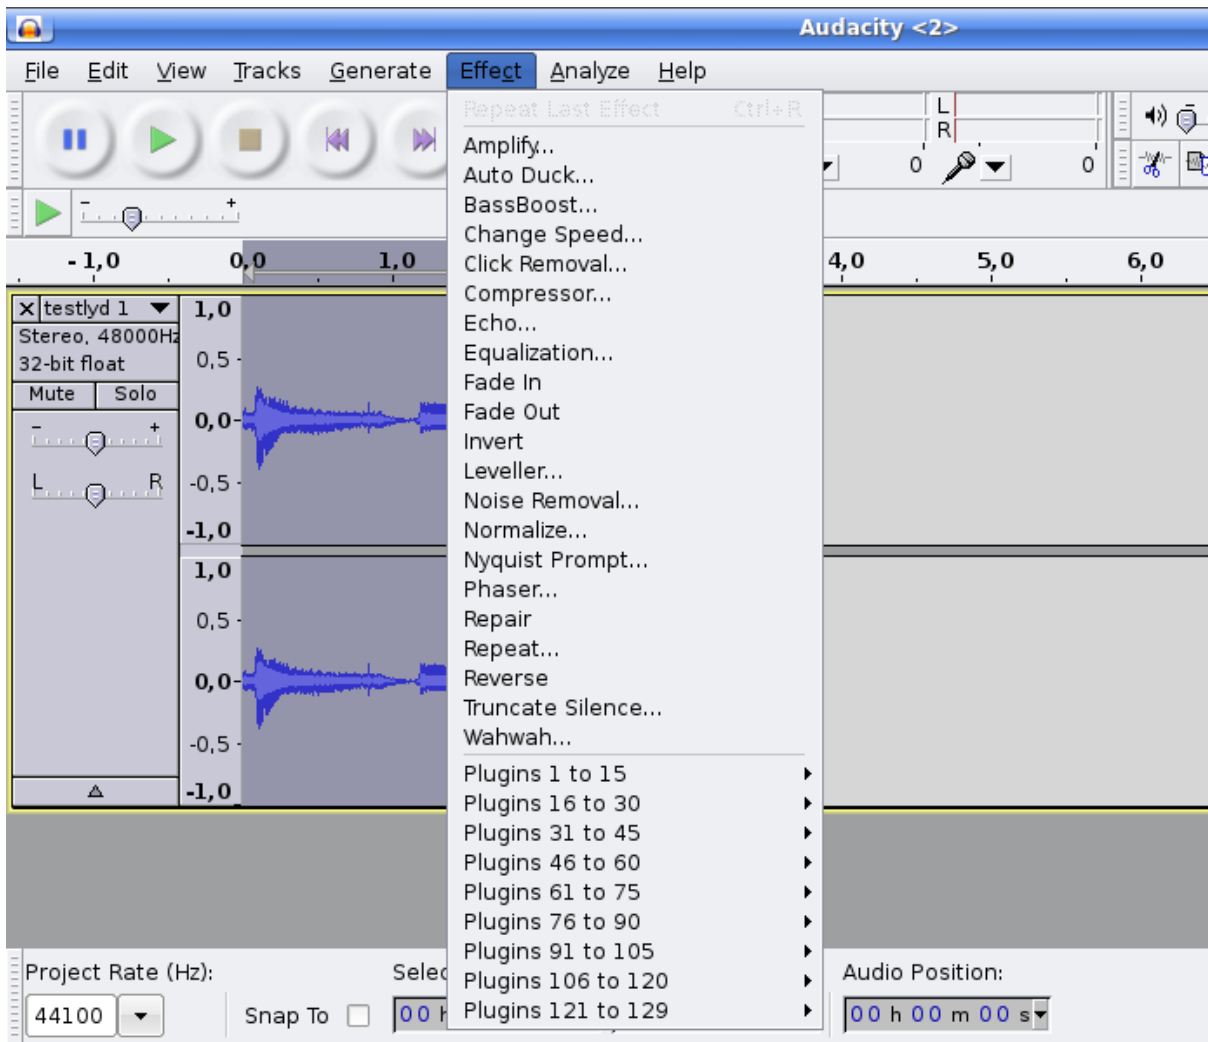 Audacity <2>
File Edit View Tracks Generate Effect Analyze Help
Repeat Last Effect Ctrl+R
L
R
0 0
Amplify...
Auto Duck...
BassBoost...
Change Speed...
Click Removal...
Compressor...
Echo...
Equalization...
Fade In
Fade Out
Invert
Leveller...
Noise Removal...
Normalize...
Nyquist Prompt...
Phaser...
Repair
Repeat...
Reverse
Truncate Silence...
Wahwah...
Plugins 1 to 15
Plugins 16 to 30
Plugins 31 to 45
Plugins 46 to 60
Plugins 61 to 75
Plugins 76 to 90
Plugins 91 to 105
Plugins 106 to 120
Plugins 121 to 129
- +
-1,0 0,0 1,0 4,0 5,0 6,0
testlyd 1
Stereo, 48000Hz
32-bit float
Mute Solo
- +
L R
1,0
0,5
0,0
-0,5
-1,0
1,0
0,5
0,0
-0,5
-1,0
Project Rate (Hz):
44100
Snap To
00
Audio Position:
00 h 00 m 00 s